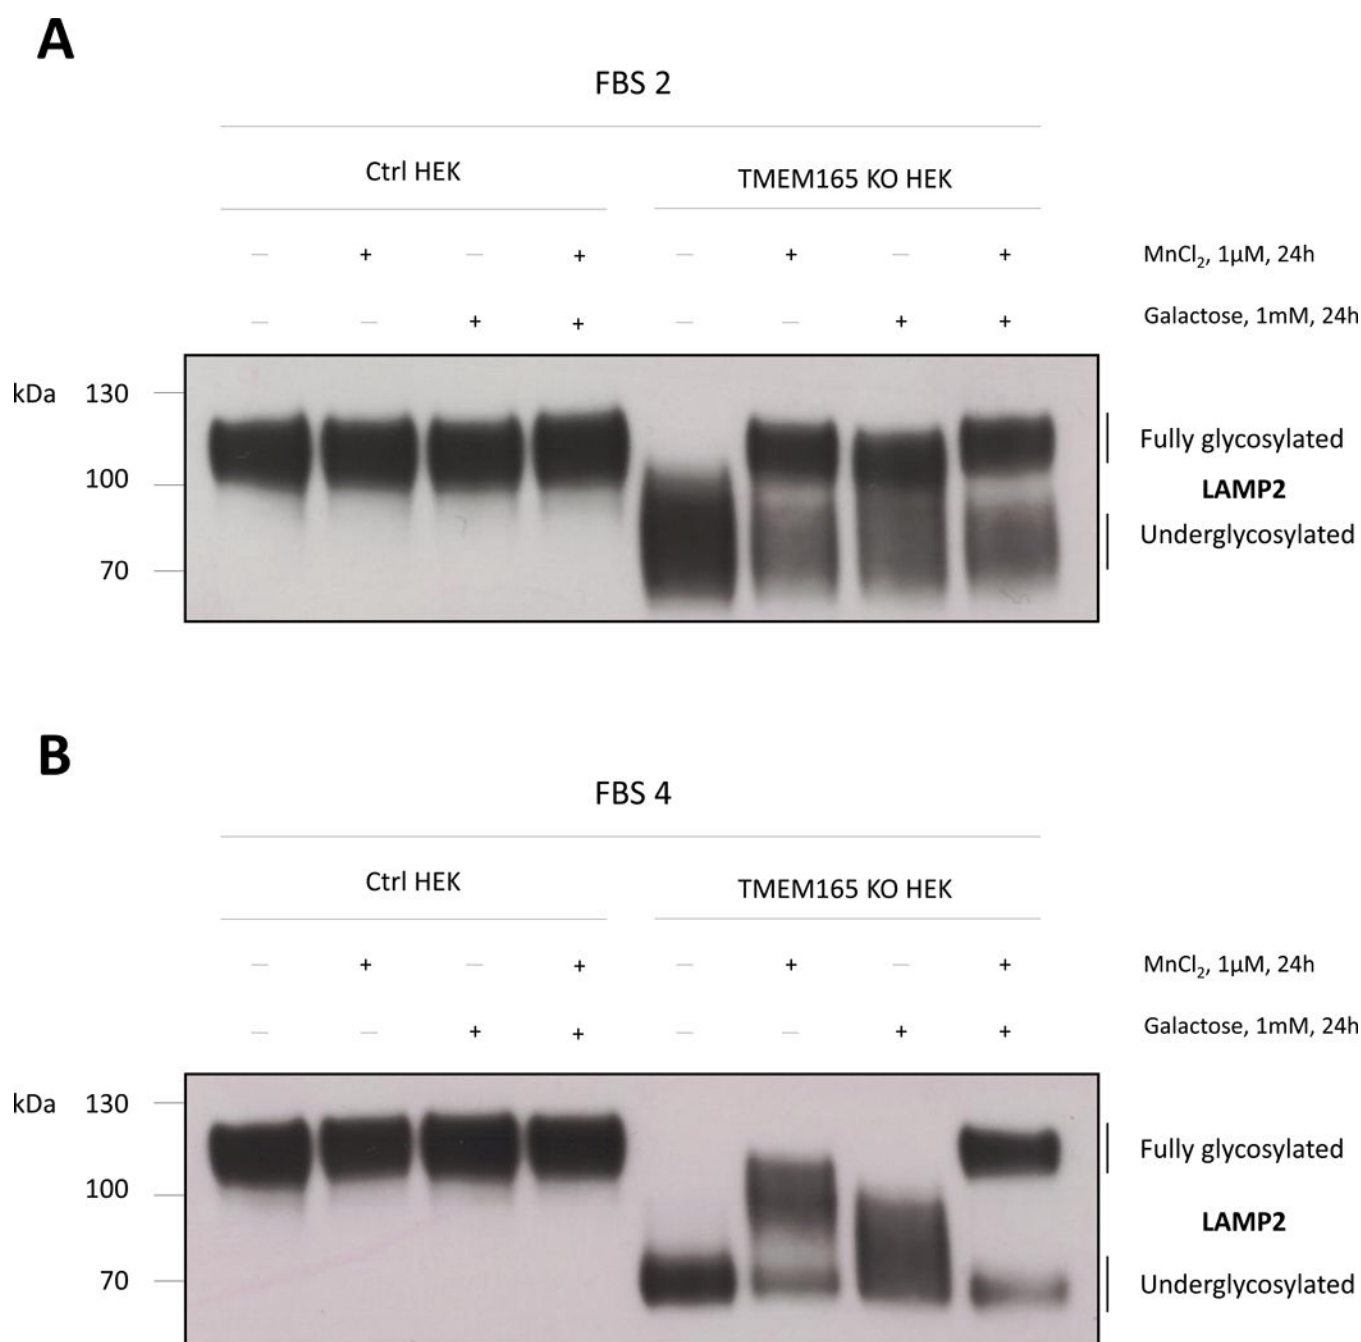 A
FBS 2
Ctrl HEK
TMEM165 KO HEK
— + — + — + — + MnCl₂, 1µM, 24h
— — + + — — + + Galactose, 1mM, 24h
kDa 130
100
70
Fully glycosylated
LAMP2
Underglycosylated
B
FBS 4
Ctrl HEK
TMEM165 KO HEK
— + — + — + — + MnCl₂, 1µM, 24h
— — + + — — + + Galactose, 1mM, 24h
kDa 130
100
70
Fully glycosylated
LAMP2
Underglycosylated